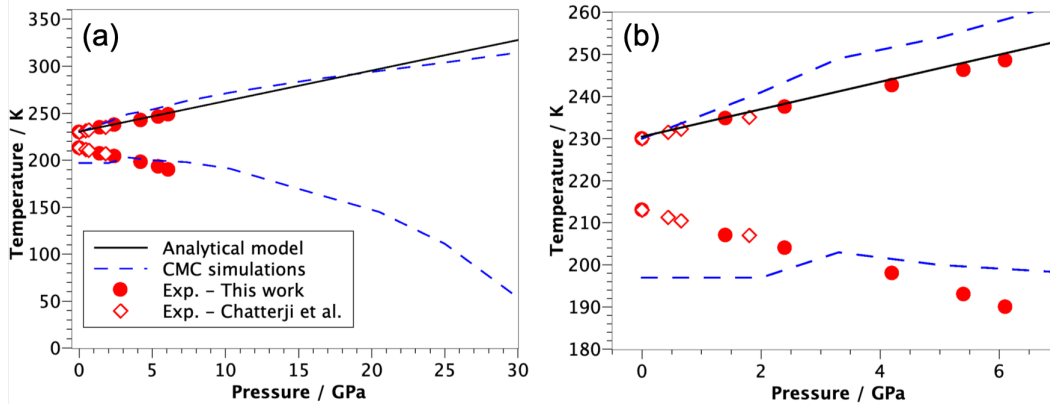 (a)
350
300
250
200
150
100
50
0
Temperature / K
0
5
10
15
20
25
30
Pressure / GPa
Analytical model
CMC simulations
Exp. – This work
Exp. – Chatterji et al.
(b)
260
250
240
230
220
210
200
190
180
Temperature / K
0
2
4
6
Pressure / GPa